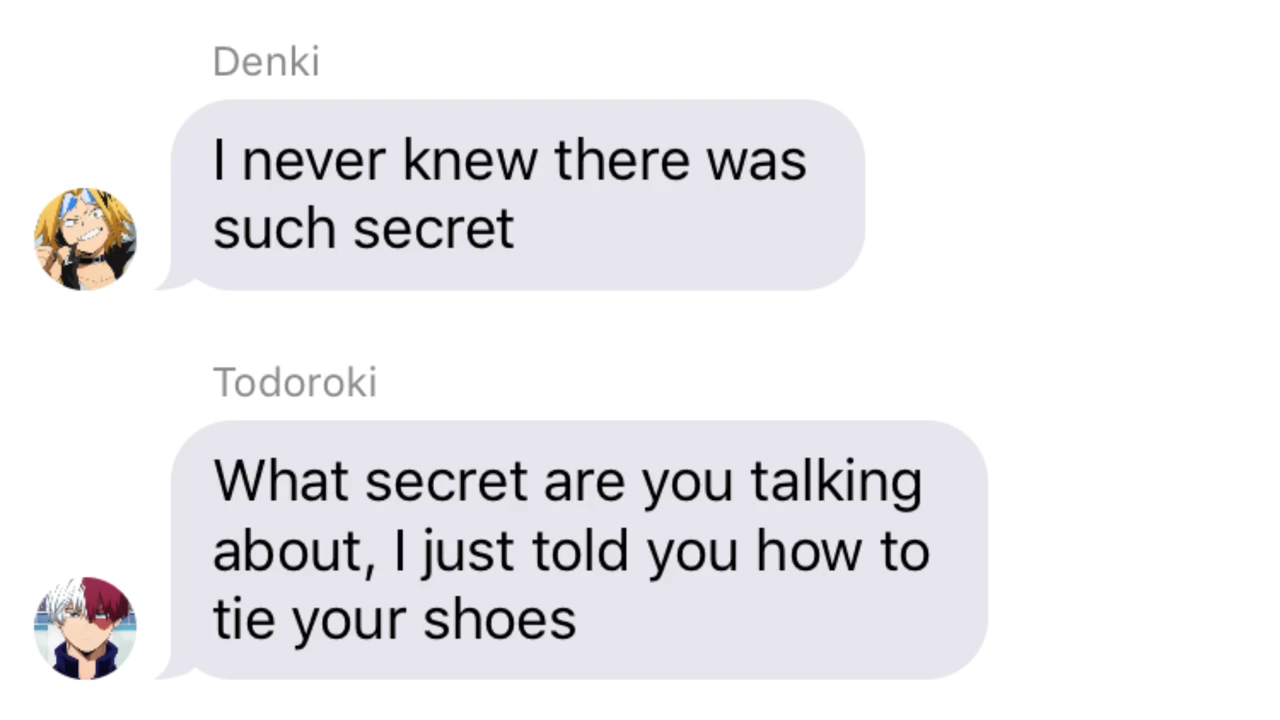 Denki
I never knew there was
such secret
Todoroki
What secret are you talking
about, I just told you how to
tie your shoes